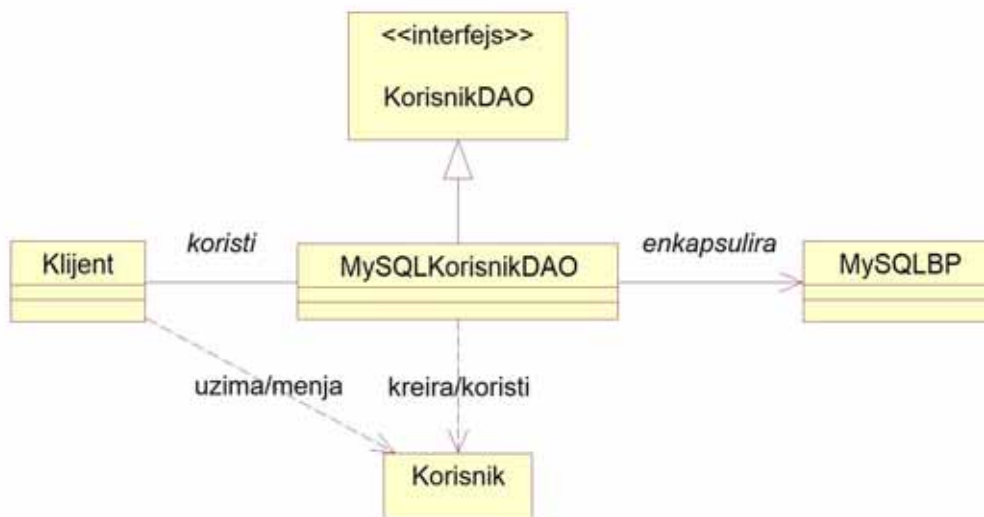 <<interfejs>>
KorisnikDAO
Klijent
koristi
MySQLKorisnikDAO
enkapsulira
MySQLBP
uzima/menja
kreira/koristi
Korisnik